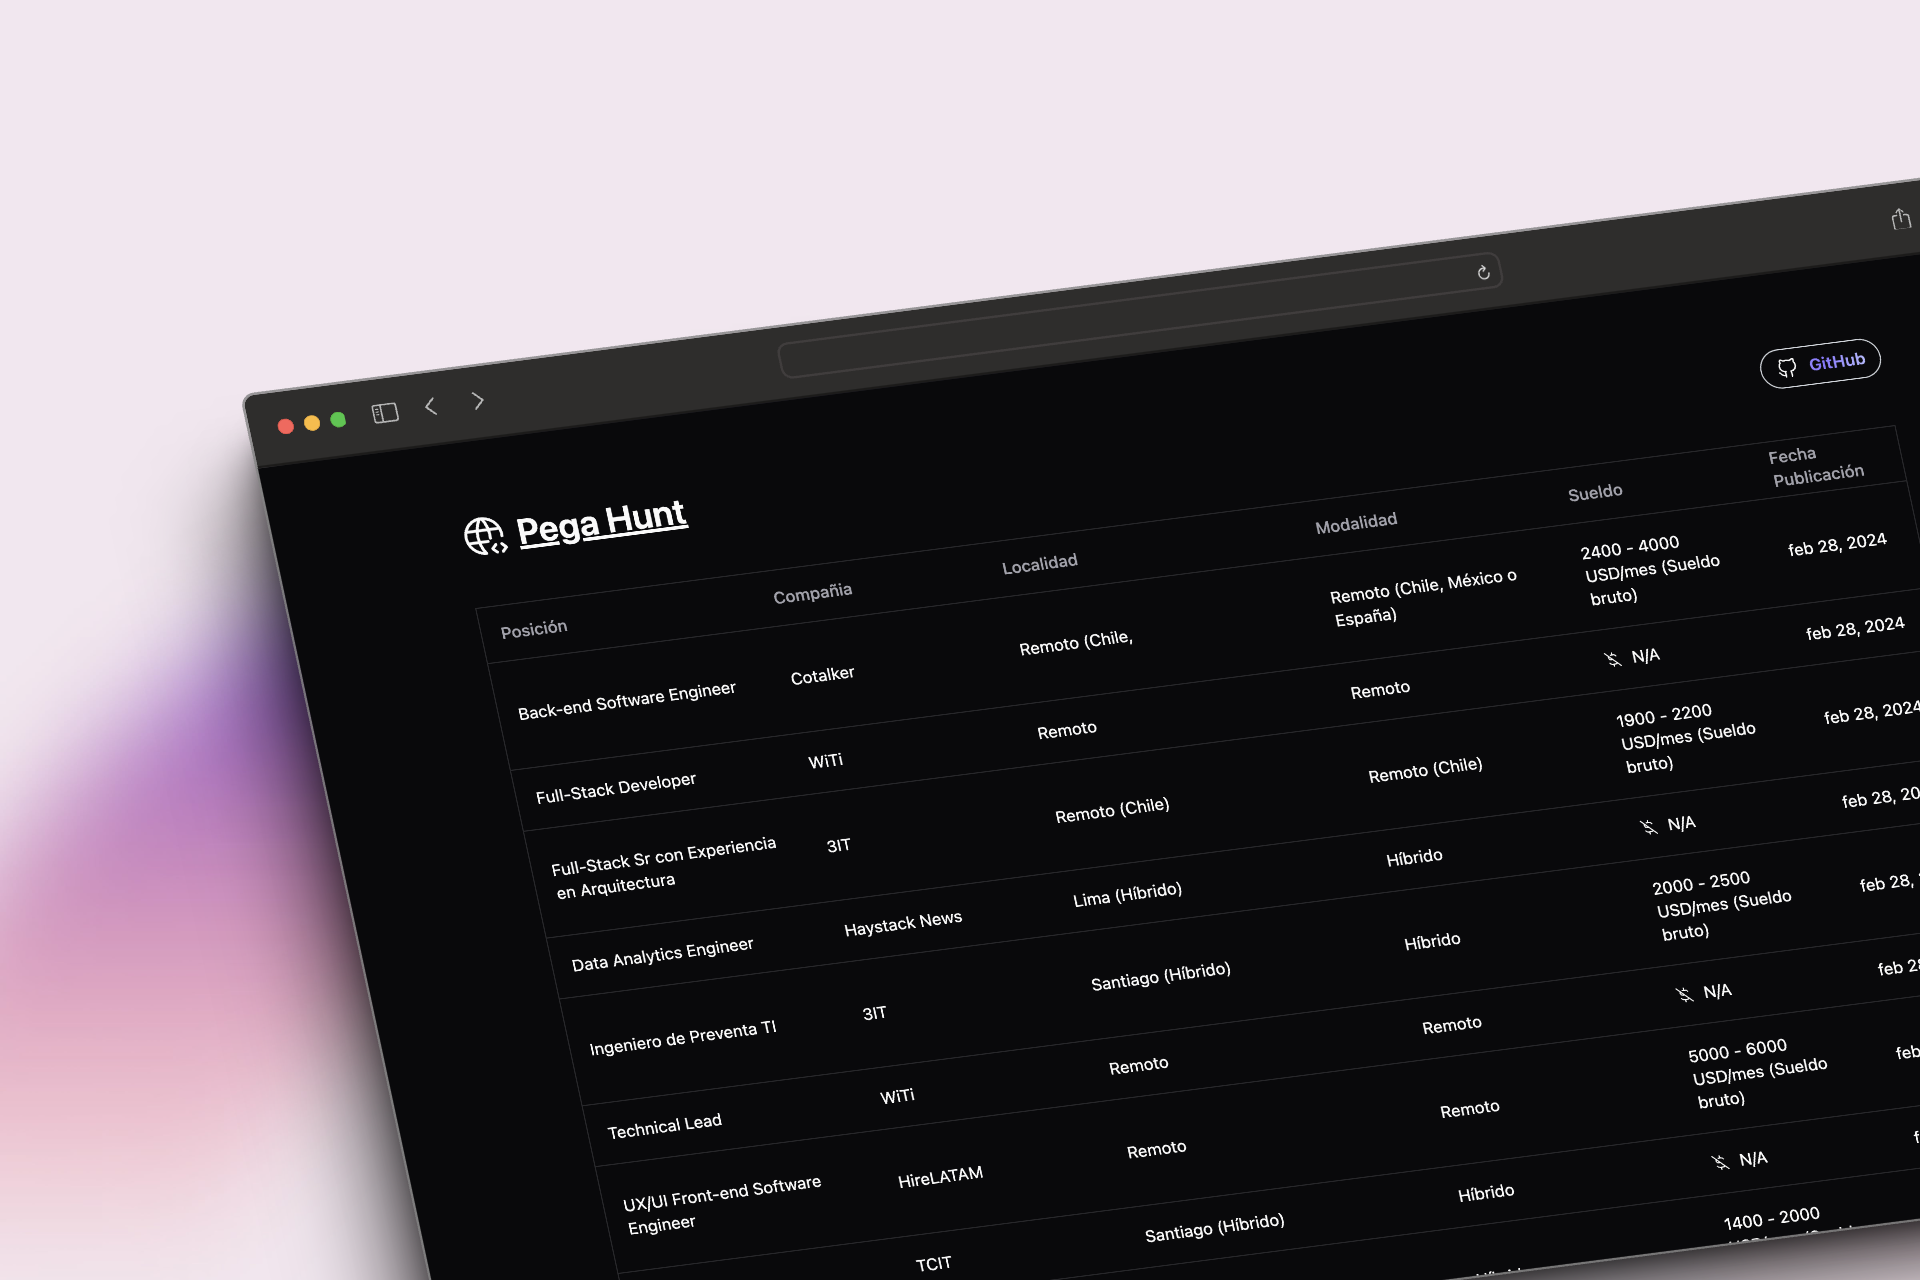 GitHub
Pega Hunt
Posición
Compañia
Localidad
Modalidad
Sueldo
Fecha
Publicación
Back-end Software Engineer
Cotalker
Remoto (Chile,
Remoto (Chile, México o
España)
2400 - 4000
USD/mes (Sueldo
bruto)
feb 28, 2024
Full-Stack Developer
WiTi
Remoto
Remoto
N/A
feb 28, 2024
Full-Stack Sr con Experiencia
en Arquitectura
3IT
Remoto (Chile)
Remoto (Chile)
1900 - 2200
USD/mes (Sueldo
bruto)
feb 28, 2024
Data Analytics Engineer
Haystack News
Lima (Híbrido)
Híbrido
N/A
feb 28, 20
Ingeniero de Preventa TI
3IT
Santiago (Híbrido)
Híbrido
2000 - 2500
USD/mes (Sueldo
bruto)
feb 28,
Technical Lead
WiTi
Remoto
Remoto
N/A
feb 28
UX/UI Front-end Software
Engineer
HireLATAM
Remoto
Remoto
5000 - 6000
USD/mes (Sueldo
bruto)
feb
TCIT
Santiago (Híbrido)
Híbrido
N/A
f
1400 - 2000